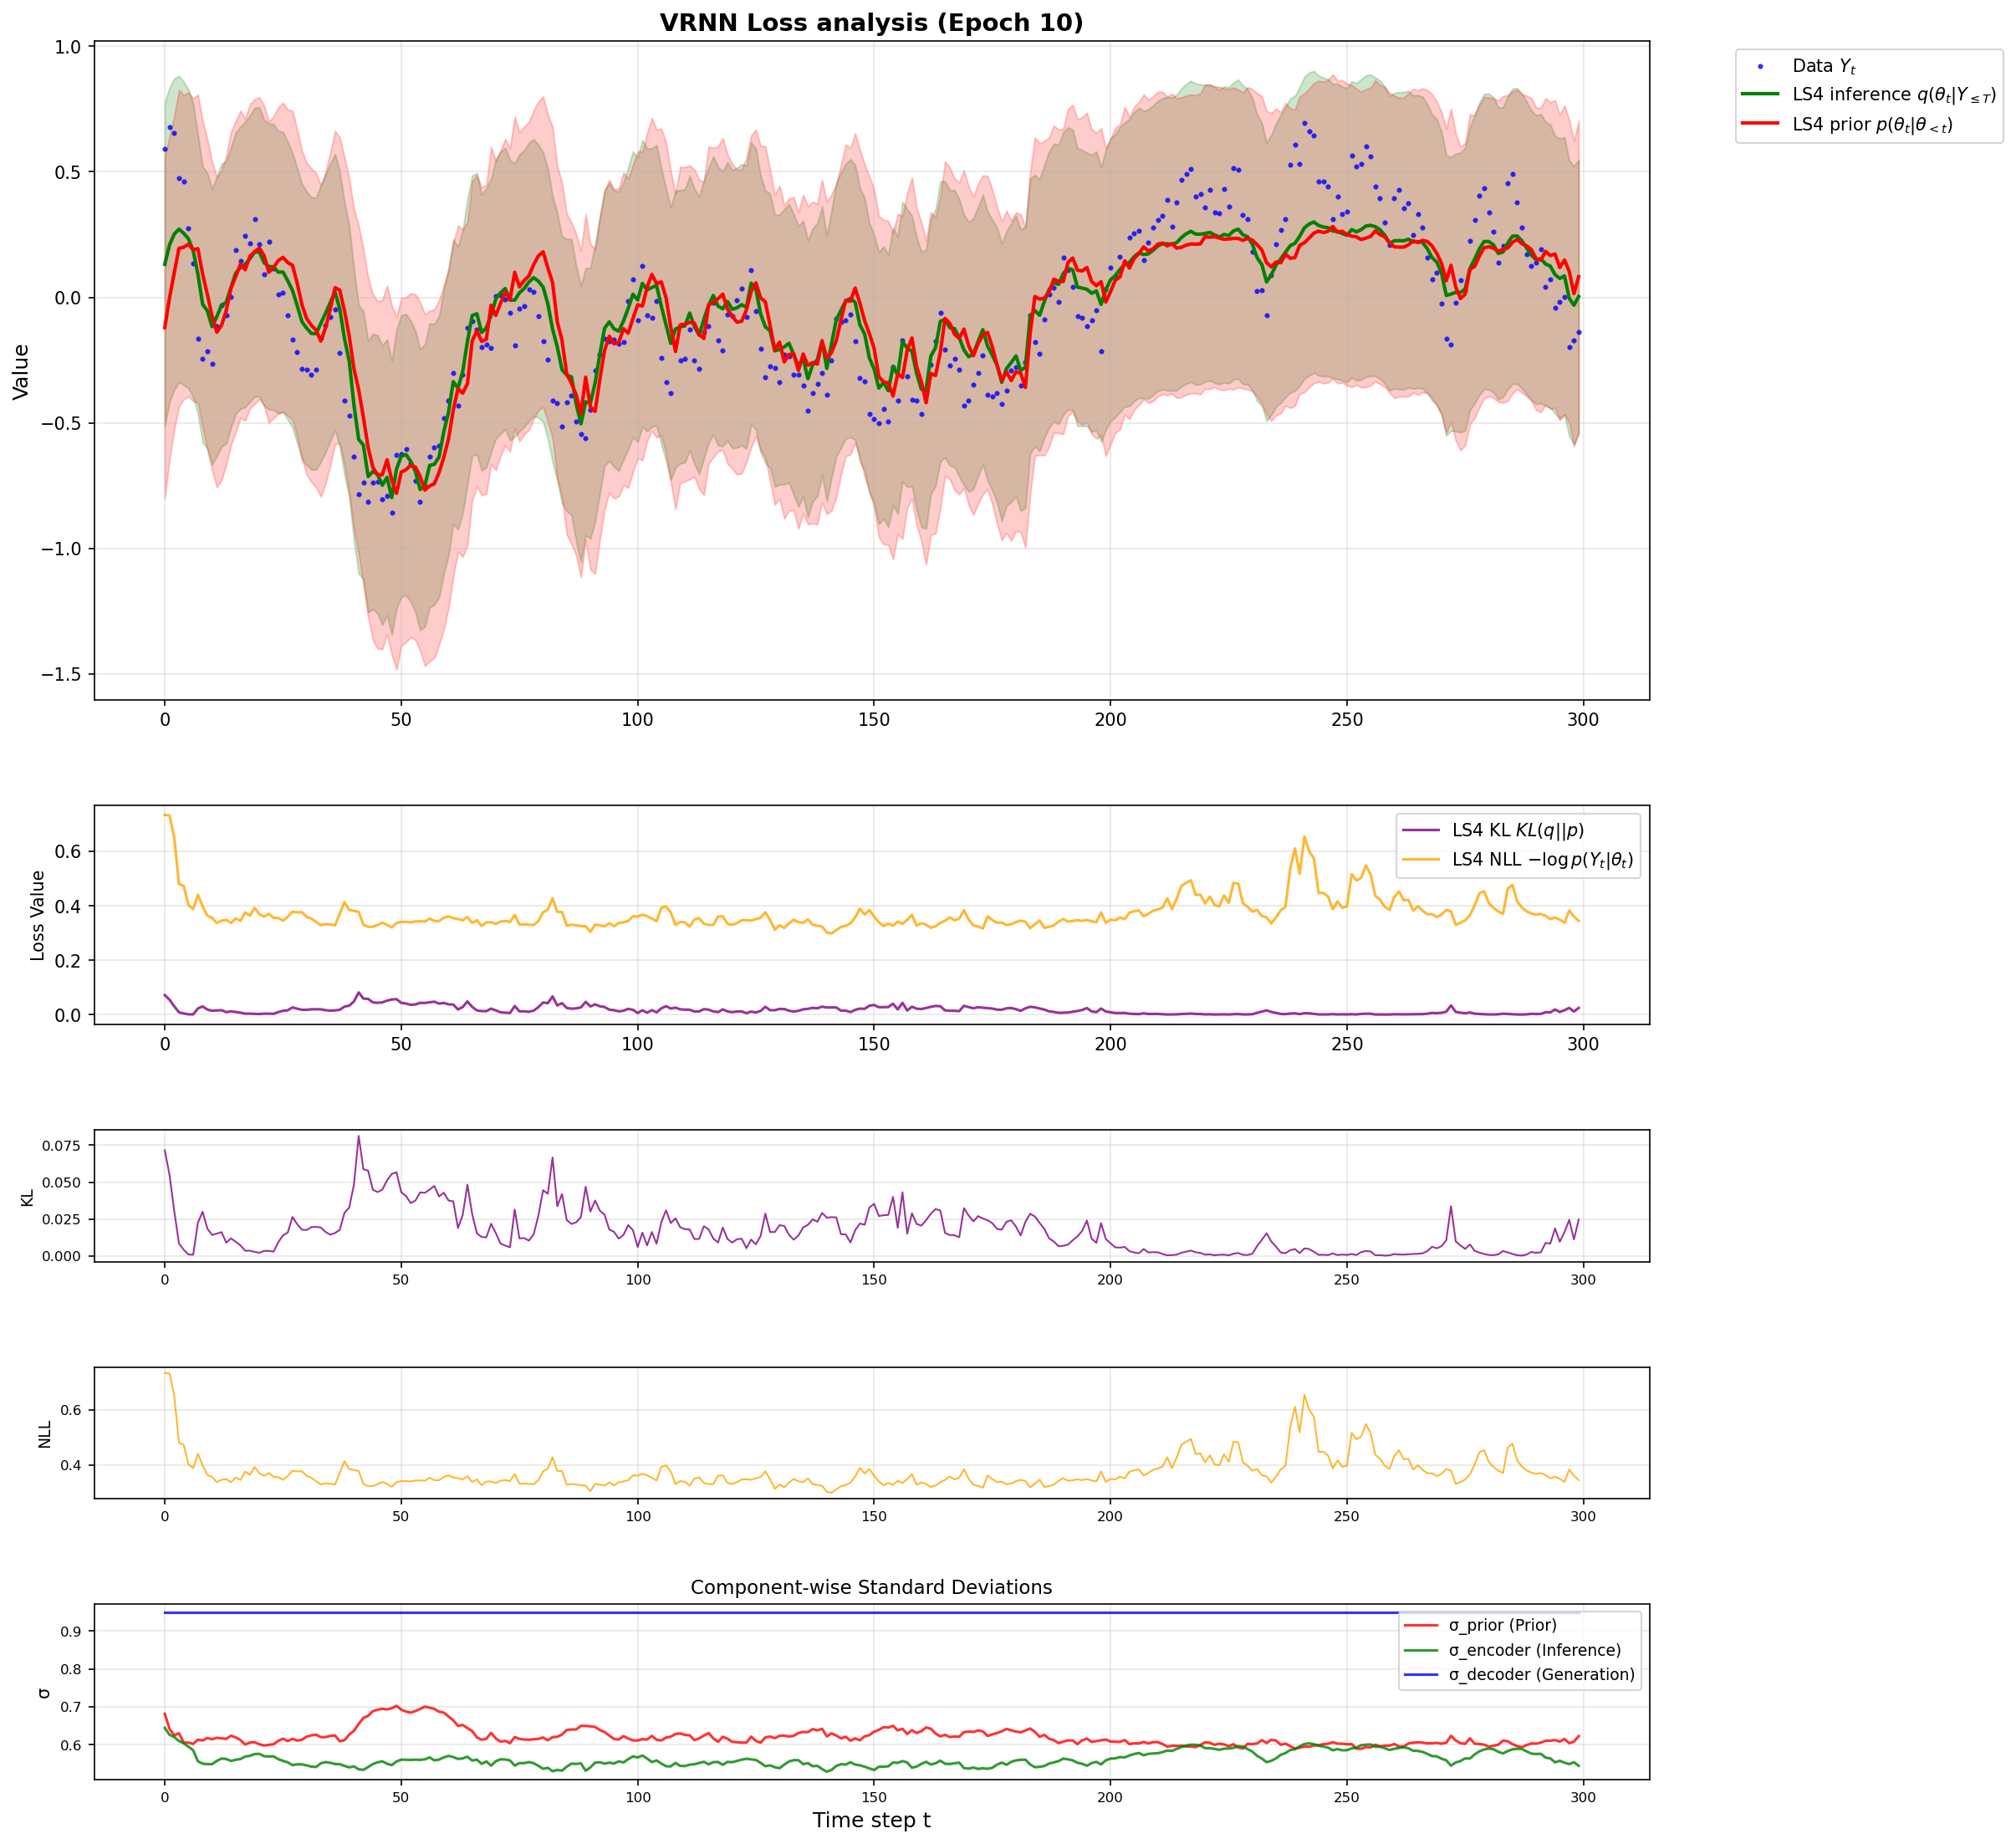 VRNN Loss analysis (Epoch 10)
1.0
0.5
0.0
−0.5
−1.0
−1.5
Value
0 50 100 150 200 250 300
Data Y_t
LS4 inference q(θ_t|Y_{≤T})
LS4 prior p(θ_t|θ_{<t})
0.6
0.4
0.2
0.0
Loss Value
LS4 KL KL(q||p)
LS4 NLL −log p(Y_t|θ_t)
0 50 100 150 200 250 300
0.075
0.050
0.025
0.000
KL
0 50 100 150 200 250 300
0.6
0.4
NLL
0 50 100 150 200 250 300
Component-wise Standard Deviations
0.9
0.8
0.7
0.6
σ
σ_prior (Prior)
σ_encoder (Inference)
σ_decoder (Generation)
0 50 100 150 200 250 300
Time step t